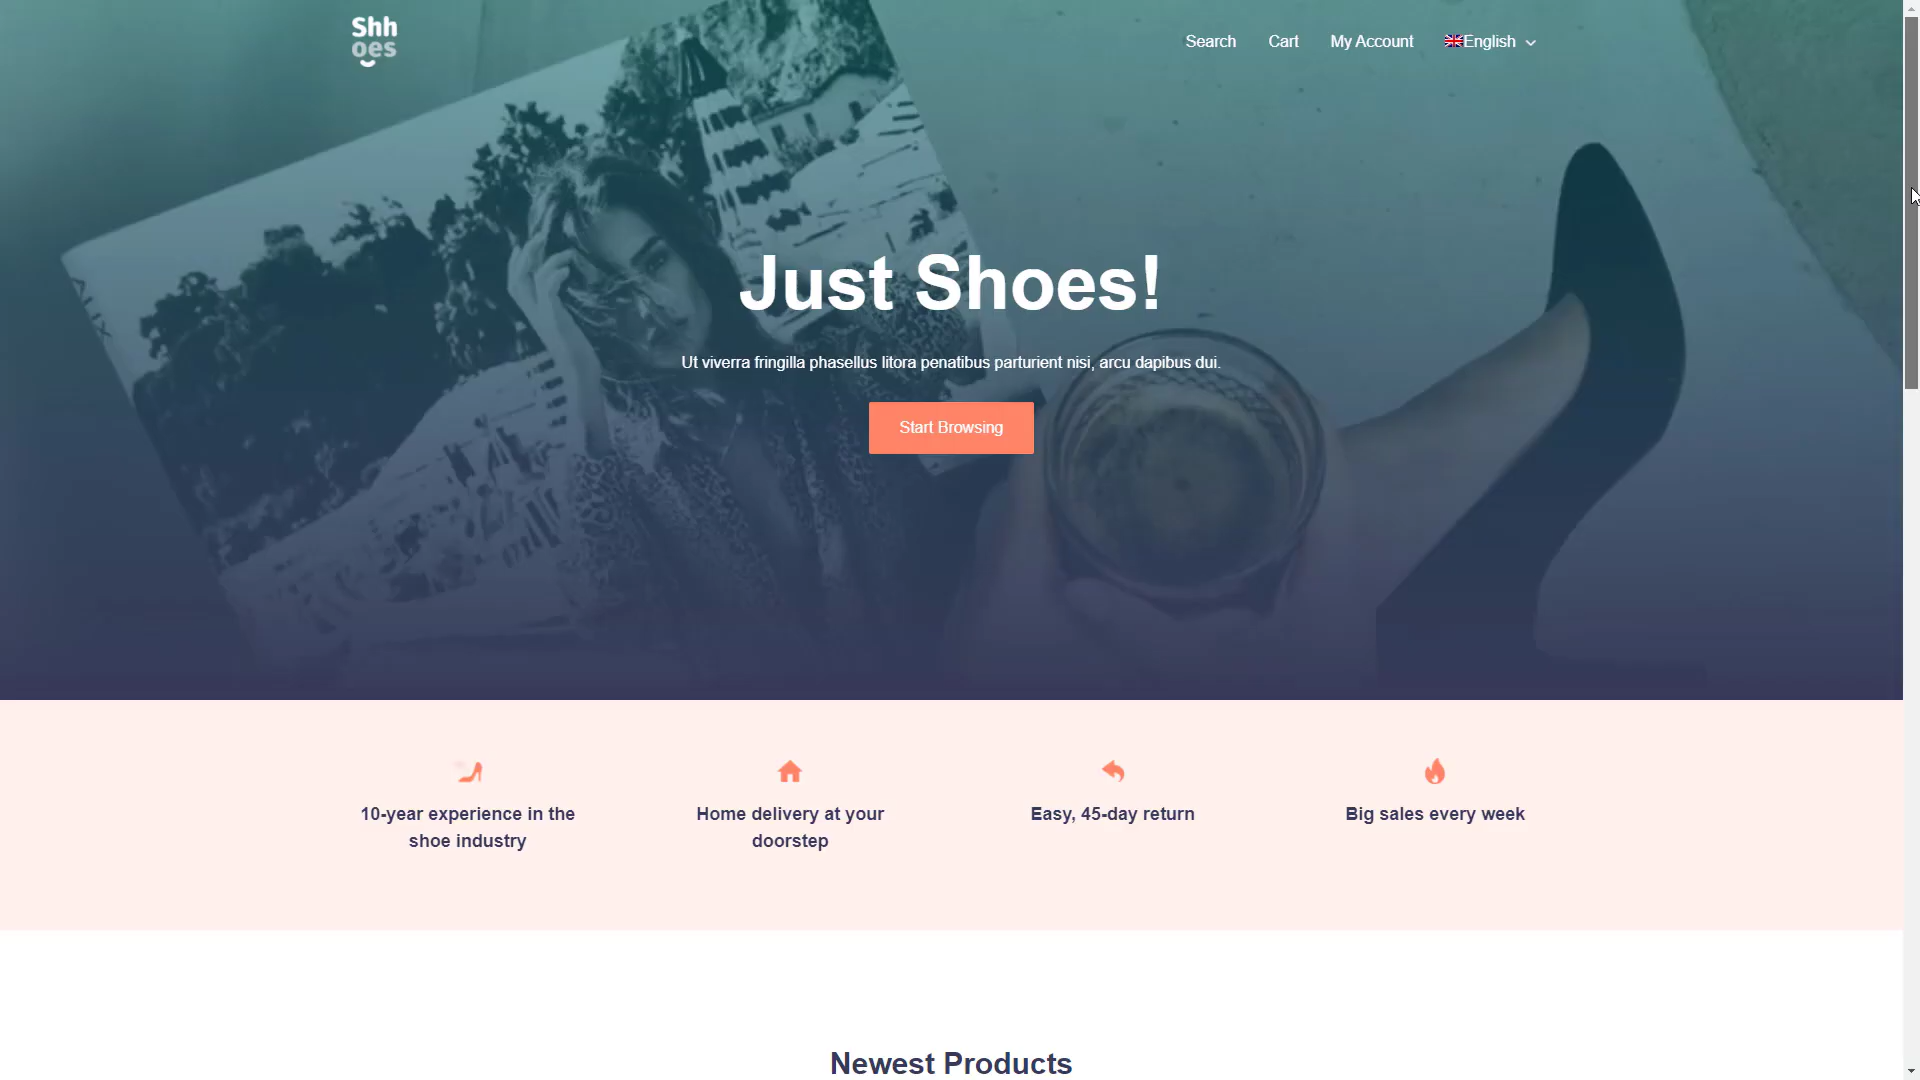 Shh
oes
Search Cart My Account English
Just Shoes!
Ut viverra fringilla phasellus litora penatibus parturient nisi, arcu dapibus dui.
Start Browsing
10-year experience in the
shoe industry
Home delivery at your
doorstep
Easy, 45-day return
Big sales every week
Newest Products